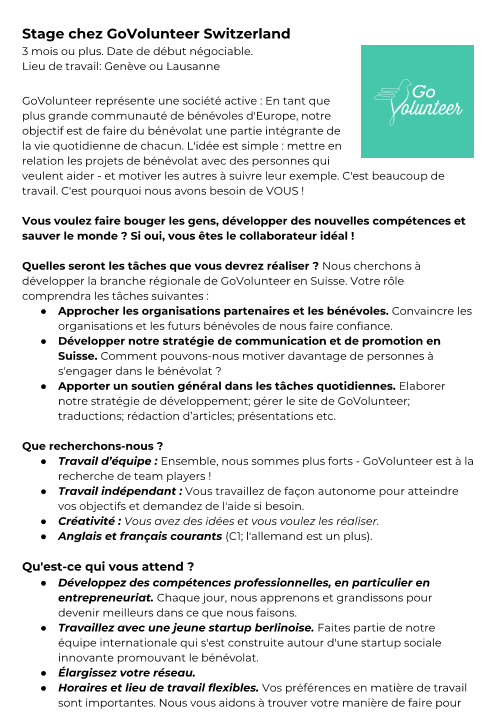 Stage chez GoVolunteer Switzerland
3 mois ou plus. Date de début négociable.
Lieu de travail: Genève ou Lausanne
Go
Volunteer
GoVolunteer représente une société active : En tant que
plus grande communauté de bénévoles d'Europe, notre
objectif est de faire du bénévolat une partie intégrante de
la vie quotidienne de chacun. L'idée est simple : mettre en
relation les projets de bénévolat avec des personnes qui
veulent aider - et motiver les autres à suivre leur exemple. C'est beaucoup de
travail. C'est pourquoi nous avons besoin de VOUS !
Vous voulez faire bouger les gens, développer des nouvelles compétences et
sauver le monde ? Si oui, vous êtes le collaborateur idéal !
Quelles seront les tâches que vous devrez réaliser ? Nous cherchons à
développer la branche régionale de GoVolunteer en Suisse. Votre rôle
comprendra les tâches suivantes :
● Approcher les organisations partenaires et les bénévoles. Convaincre les
organisations et les futurs bénévoles de nous faire confiance.
● Développer notre stratégie de communication et de promotion en
Suisse. Comment pouvons-nous motiver davantage de personnes à
s'engager dans le bénévolat ?
● Apporter un soutien général dans les tâches quotidiennes. Elaborer
notre stratégie de développement; gérer le site de GoVolunteer;
traductions; rédaction d'articles; présentations etc.
Que recherchons-nous ?
● Travail d'équipe : Ensemble, nous sommes plus forts - GoVolunteer est à la
recherche de team players !
● Travail indépendant : Vous travaillez de façon autonome pour atteindre
vos objectifs et demandez de l'aide si besoin.
● Créativité : Vous avez des idées et vous voulez les réaliser.
● Anglais et français courants (C1; l'allemand est un plus).
Qu'est-ce qui vous attend ?
● Développez des compétences professionnelles, en particulier en
entrepreneuriat. Chaque jour, nous apprenons et grandissons pour
devenir meilleurs dans ce que nous faisons.
● Travaillez avec une jeune startup berlinoise. Faites partie de notre
équipe internationale qui s'est construite autour d'une startup sociale
innovante promouvant le bénévolat.
● Élargissez votre réseau.
● Horaires et lieu de travail flexibles. Vos préférences en matière de travail
sont importantes. Nous vous aidons à trouver votre manière de faire pour